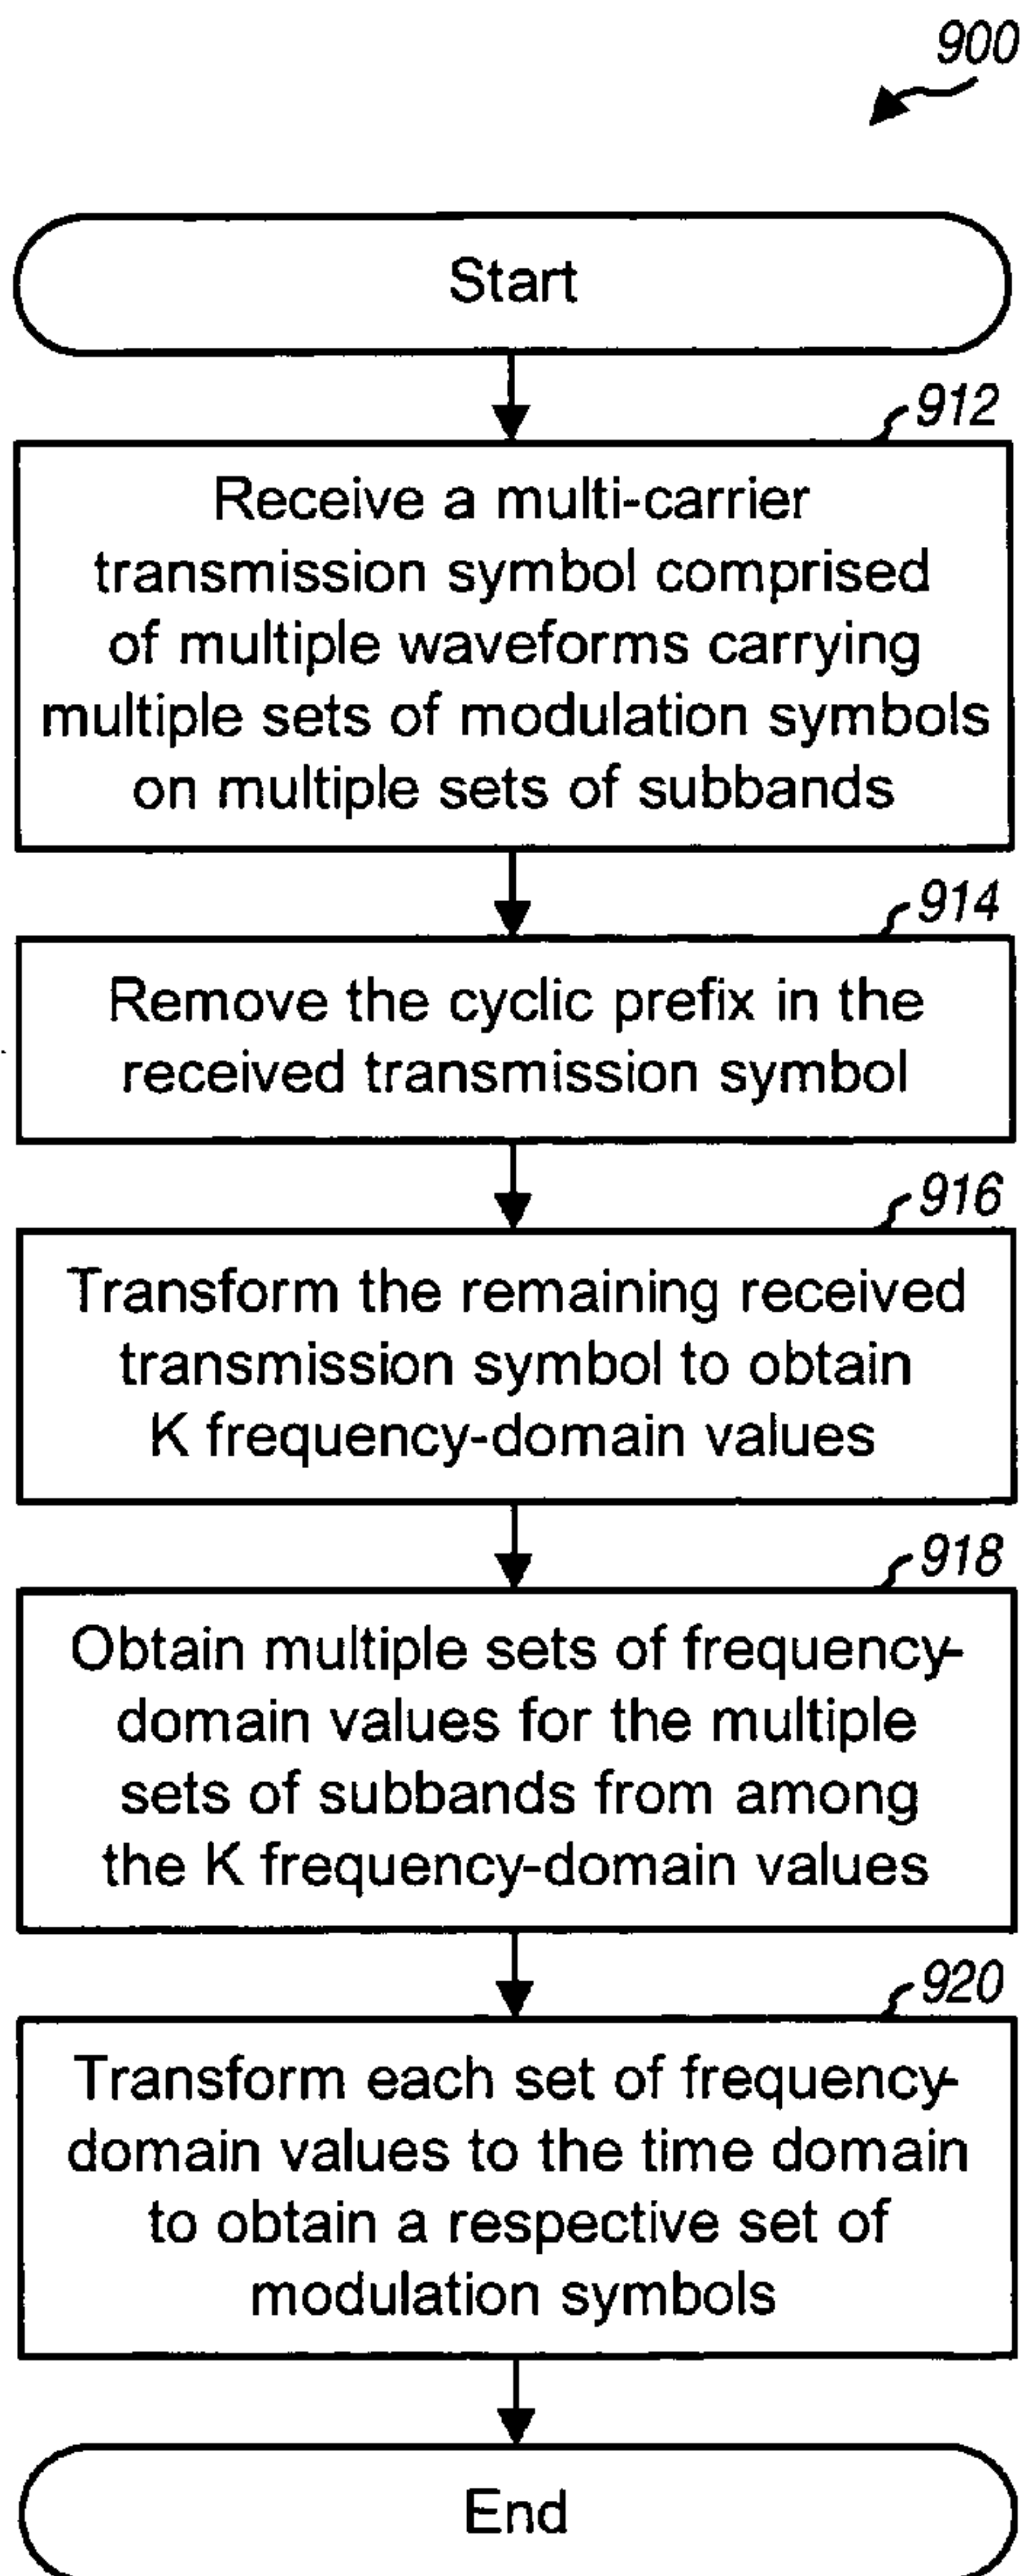 900
Start
912
Receive a multi-carrier
transmission symbol comprised
of multiple waveforms carrying
multiple sets of modulation symbols
on multiple sets of subbands
914
Remove the cyclic prefix in the
received transmission symbol
916
Transform the remaining received
transmission symbol to obtain
K frequency-domain values
918
Obtain multiple sets of frequency-
domain values for the multiple
sets of subbands from among
the K frequency-domain values
920
Transform each set of frequency-
domain values to the time domain
to obtain a respective set of
modulation symbols
End